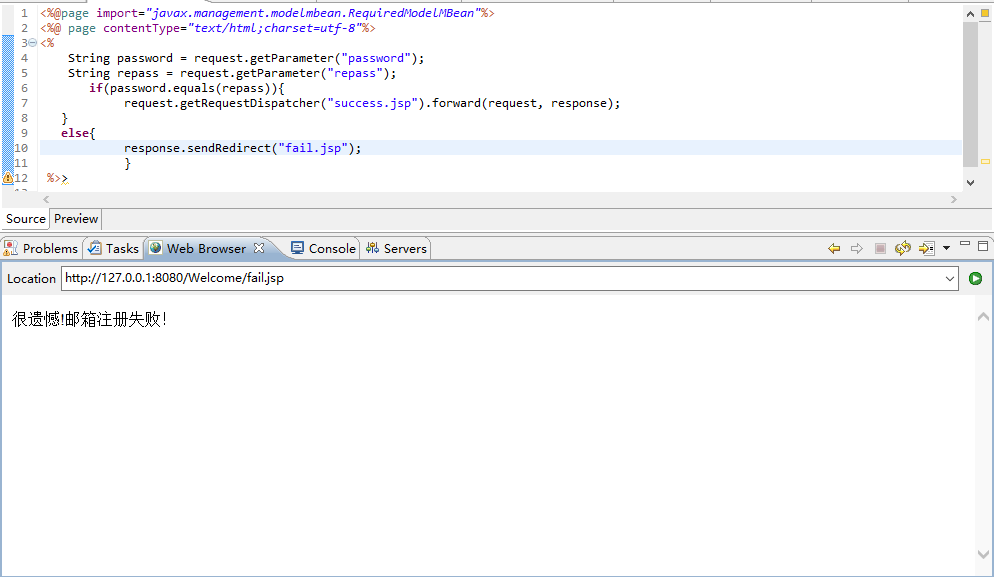 1 <%@page import="javax.management.modelmbean.RequiredModelMBean"%>
2 <%@ page contentType="text/html;charset=utf-8"%>
3 <%
4 String password = request.getParameter("password");
5 String repass = request.getParameter("repass");
6 if(password.equals(repass)){
7 request.getRequestDispatcher("success.jsp").forward(request, response);
8 }
9 else{
10 response.sendRedirect("fail.jsp");
11 }
12 %>>
Source Preview
Problems Tasks Web Browser Console Servers
Location http://127.0.0.1:8080/Welcome/fail.jsp
很遗憾!邮箱注册失败!